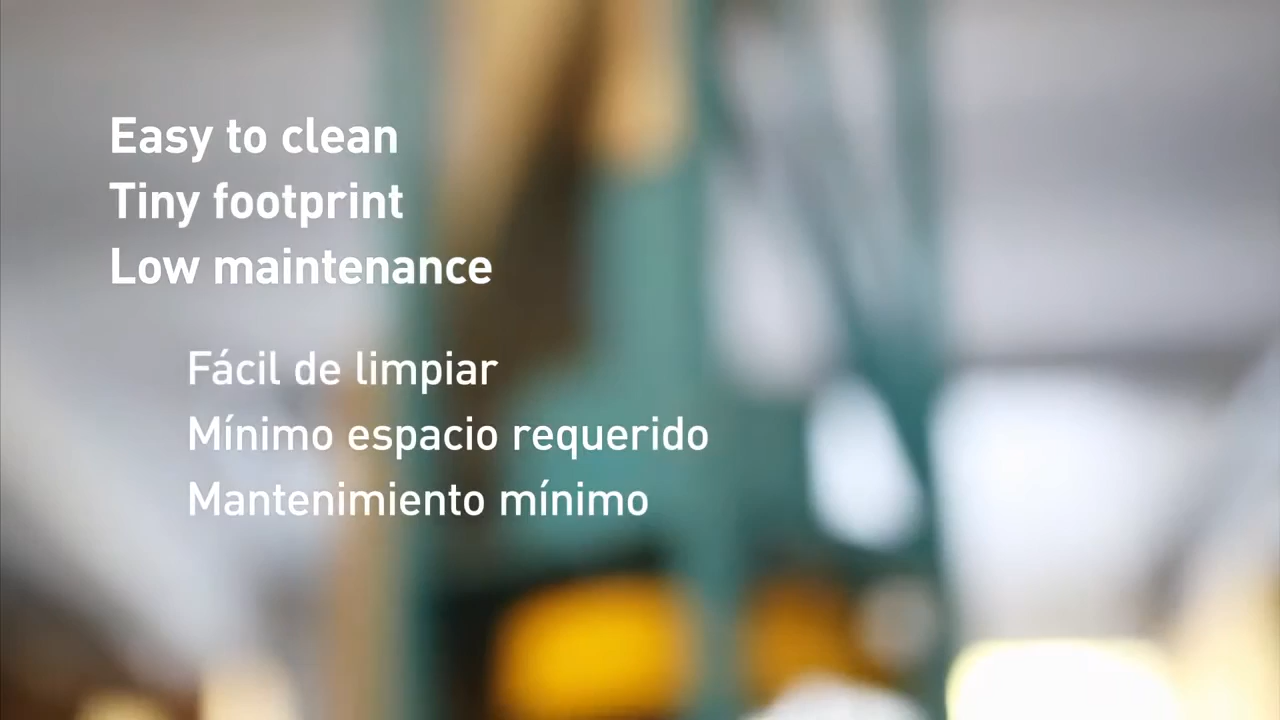 Easy to clean
Tiny footprint
Low maintenance
Fácil de limpiar
Mínimo espacio requerido
Mantenimiento mínimo